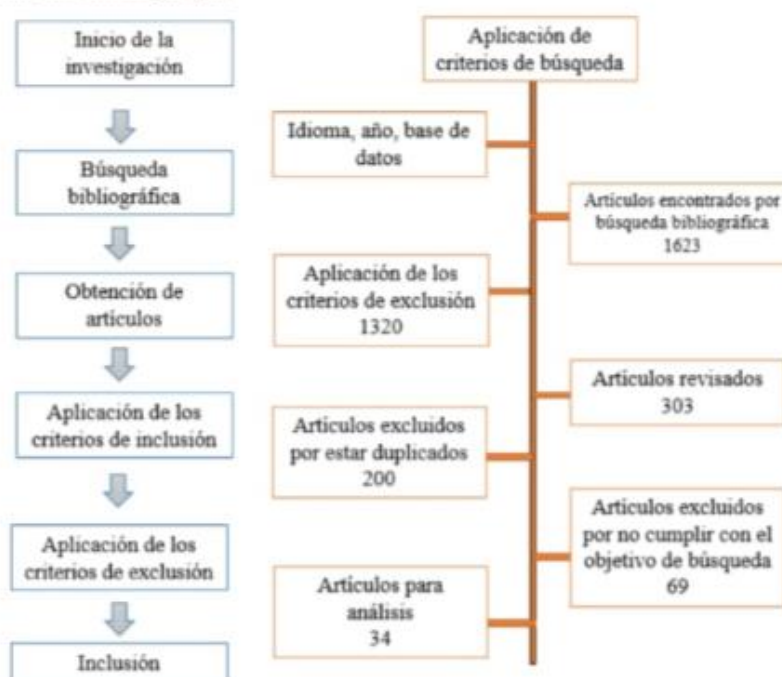 Inicio de la
investigación
Búsqueda
bibliográfica
Obtención de
artículos
Aplicación de los
criterios de inclusión
Aplicación de los
criterios de exclusión
Inclusión
Aplicación de
criterios de búsqueda
Idioma, año, base de
datos
Artículos encontrados por
búsqueda bibliográfica
1623
Aplicación de los
criterios de exclusión
1320
Artículos revisados
303
Artículos excluidos
por estar duplicados
200
Artículos excluidos
por no cumplir con el
objetivo de búsqueda
69
Artículos para
análisis
34